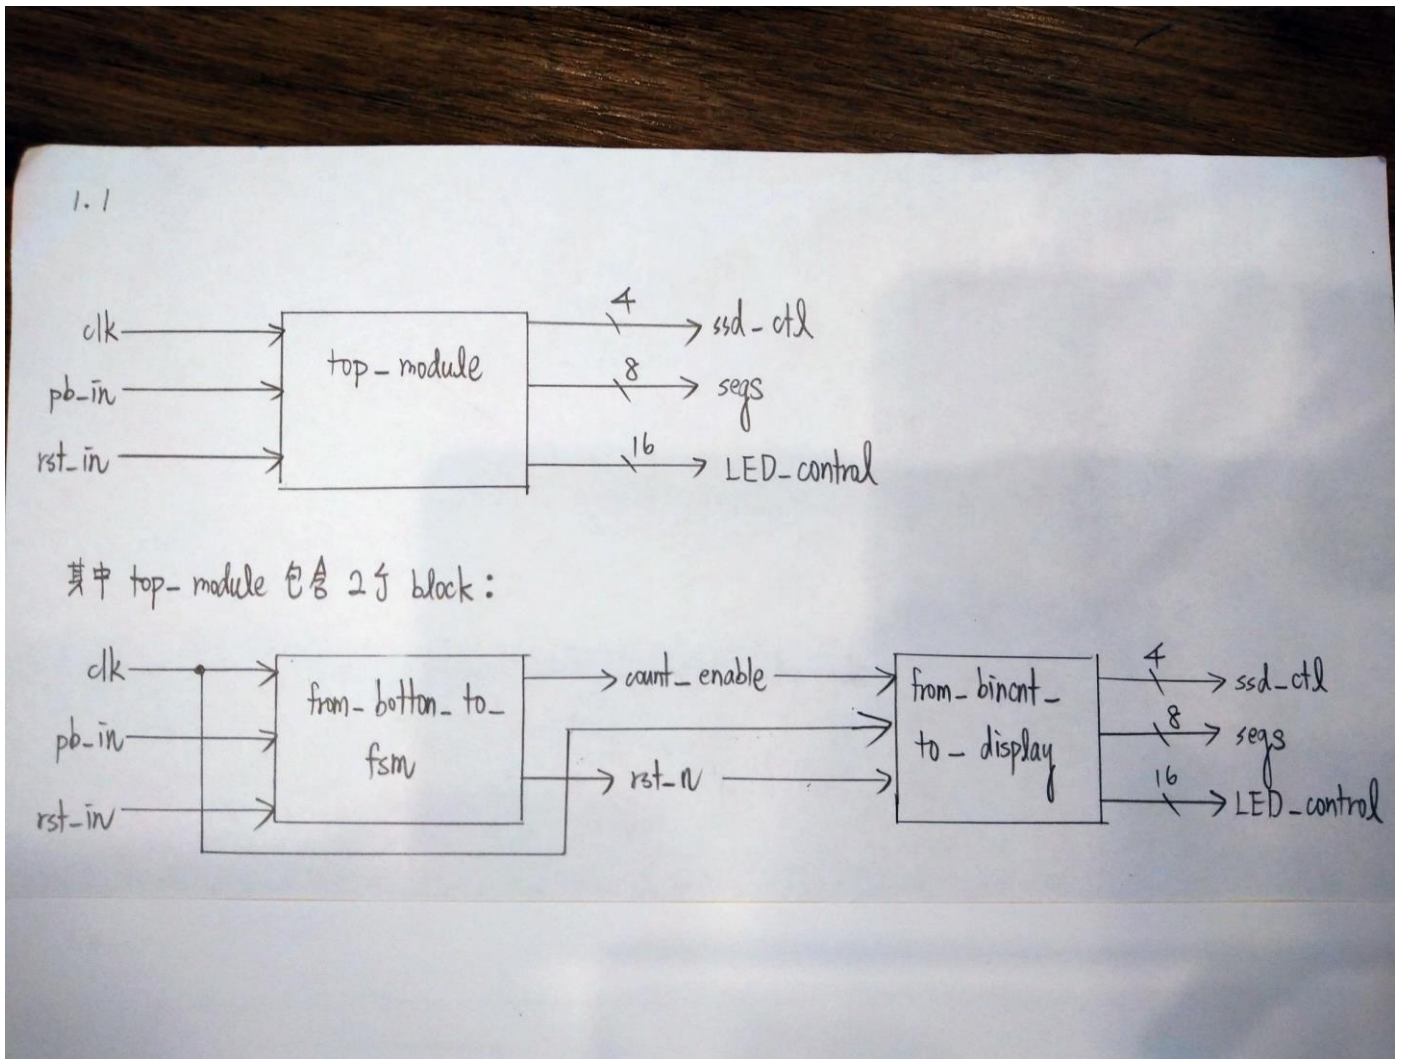 1.1
4
clk ssd_ctl
top_module
8
pb_in segs
16
rst_in LED_control
其中 top_module 包含 2 个 block:
4
clk count_enable ssd_ctl
from_botton_to_ from_bincnt_
8
pb_in to_display segs
fsm
16
rst_n
rst_in LED_control